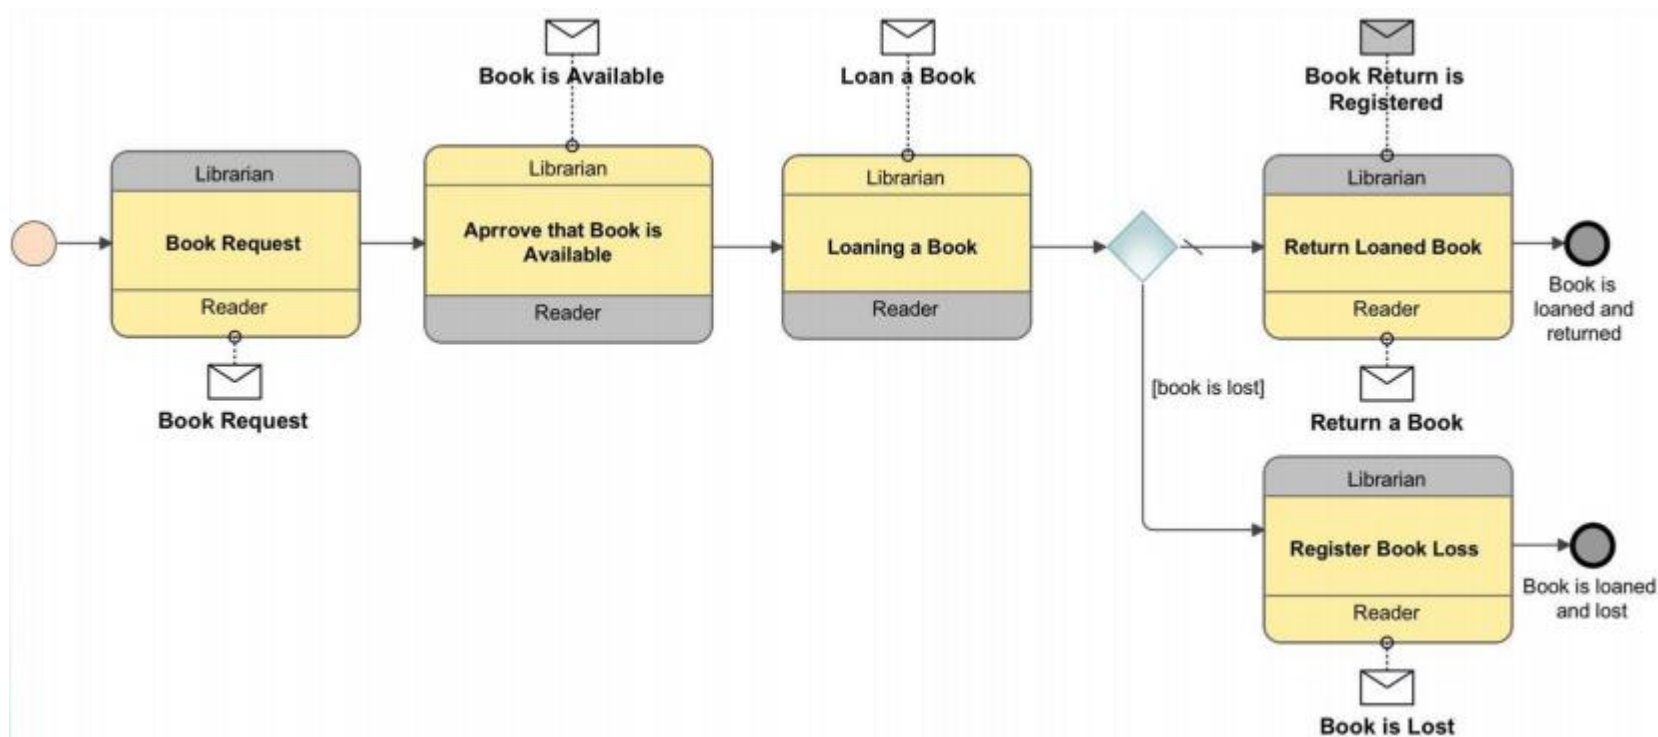 Book is Available
Loan a Book
Book Return is
Registered
Librarian
Book Request
Reader
Book Request
Librarian
Aprrove that Book is
Available
Reader
Librarian
Loaning a Book
Reader
[book is lost]
Librarian
Return Loaned Book
Reader
Return a Book
Book is
loaned and
returned
Librarian
Register Book Loss
Reader
Book is Lost
Book is loaned
and lost